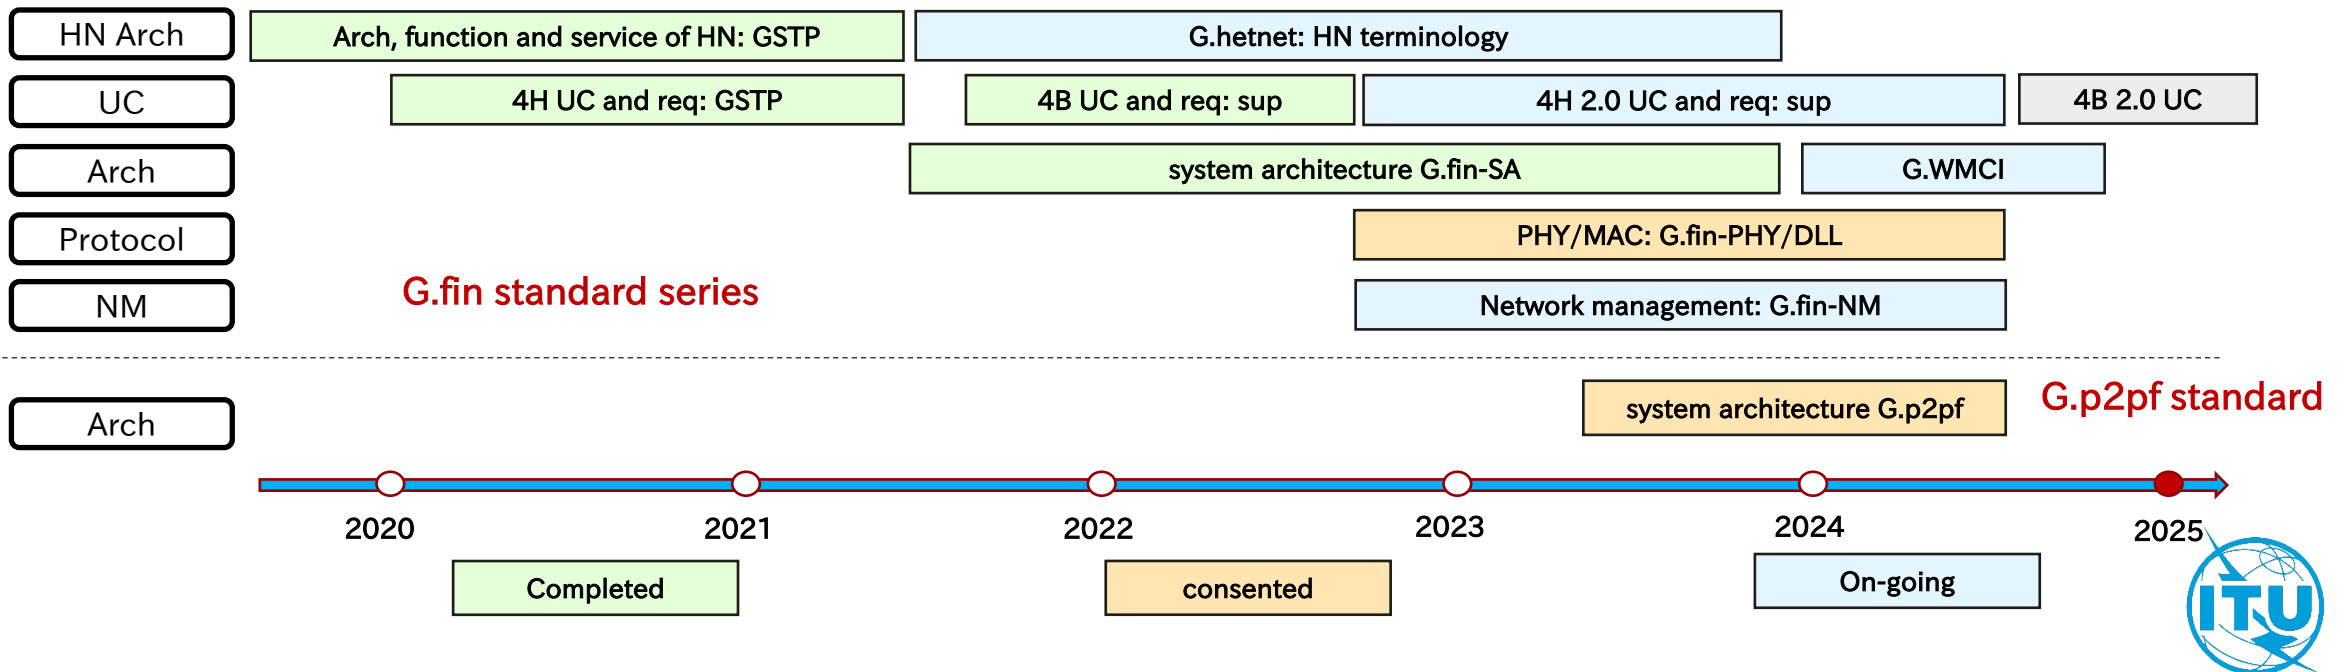 HN Arch
Arch, function and service of HN: GSTP
G.hetnet: HN terminology
UC
4H UC and req: GSTP
4B UC and req: sup
4H 2.0 UC and req: sup
4B 2.0 UC
Arch
system architecture G.fin-SA
G.WMCI
Protocol
PHY/MAC: G.fin-PHY/DLL
NM
G.fin standard series
Network management: G.fin-NM
Arch
system architecture G.p2pf
G.p2pf standard
2020
2021
2022
2023
2024
2025
Completed
consented
On-going
ITU